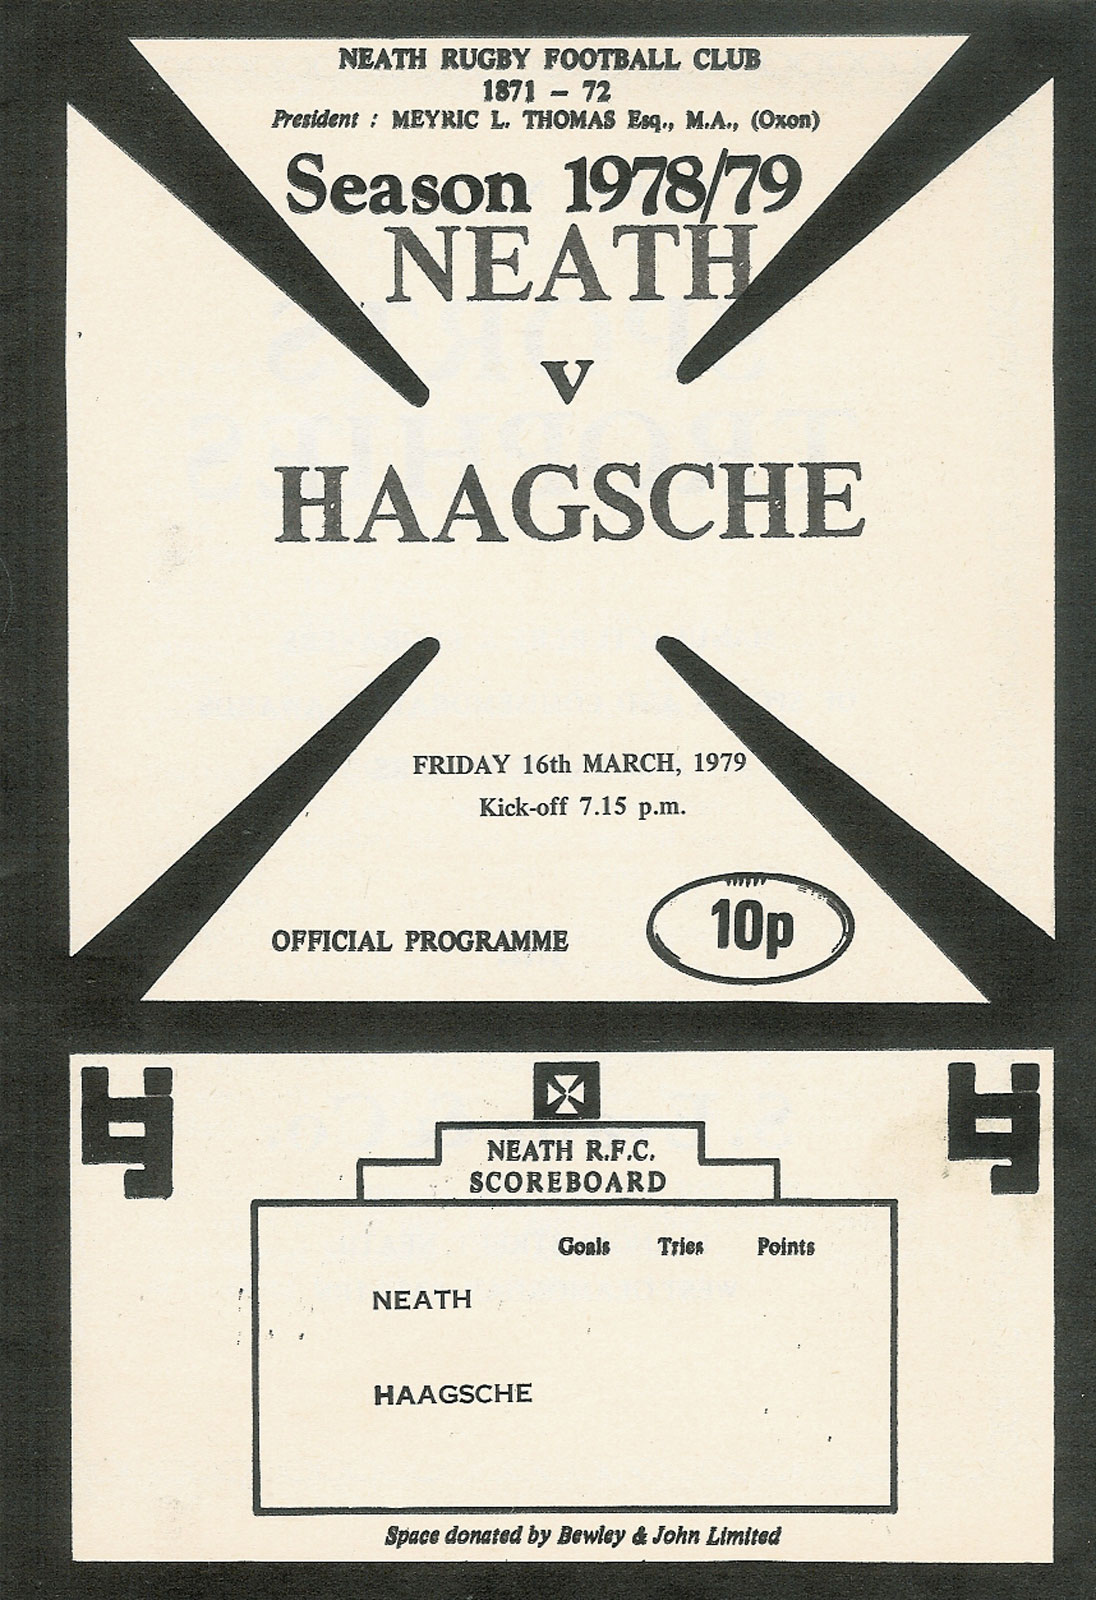 NEATH RUGBY FOOTBALL CLUB
1871 – 72
President : MEYRIC L. THOMAS Esq., M.A., (Oxon)
Season 1978/79
NEATH
v
HAAGSCHE
FRIDAY 16th MARCH, 1979
Kick-off 7.15 p.m.
OFFICIAL PROGRAMME
10p
NEATH R.F.C.
SCOREBOARD
Goals Tries Points
NEATH
HAAGSCHE
Space donated by Bewley & John Limited